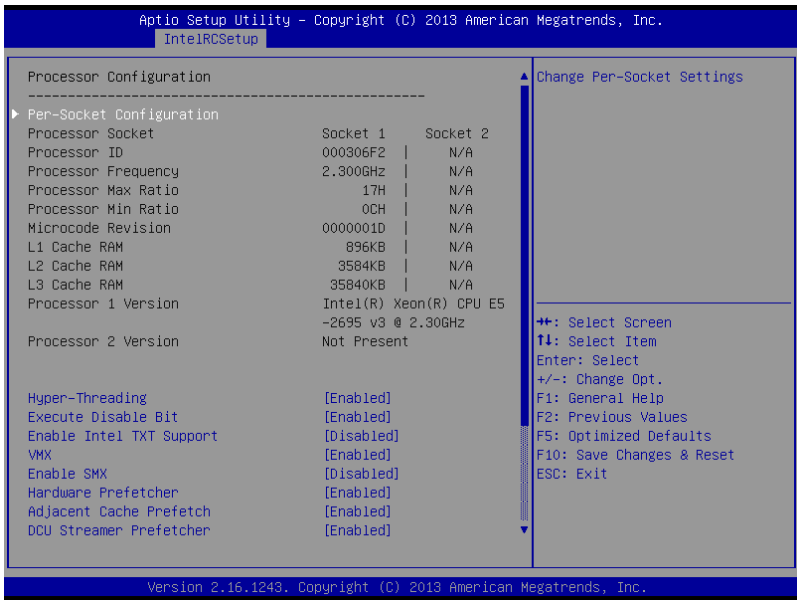 Aptio Setup Utility – Copyright (C) 2013 American Megatrends, Inc.
IntelRCSetup
Processor Configuration
--------------------------------------------------
Per-Socket Configuration
Processor Socket Socket 1 Socket 2
Processor ID 000306F2 | N/A
Processor Frequency 2.300GHz | N/A
Processor Max Ratio 17H | N/A
Processor Min Ratio 0CH | N/A
Microcode Revision 0000001D | N/A
L1 Cache RAM 896KB | N/A
L2 Cache RAM 3584KB | N/A
L3 Cache RAM 35840KB | N/A
Processor 1 Version Intel(R) Xeon(R) CPU E5
-2695 v3 @ 2.30GHz
Processor 2 Version Not Present
Hyper-Threading [Enabled]
Execute Disable Bit [Enabled]
Enable Intel TXT Support [Disabled]
VMX [Enabled]
Enable SMX [Disabled]
Hardware Prefetcher [Enabled]
Adjacent Cache Prefetch [Enabled]
DCU Streamer Prefetcher [Enabled]
Change Per-Socket Settings
→←: Select Screen
↑↓: Select Item
Enter: Select
+/-: Change Opt.
F1: General Help
F2: Previous Values
F5: Optimized Defaults
F10: Save Changes & Reset
ESC: Exit
Version 2.16.1243. Copyright (C) 2013 American Megatrends, Inc.